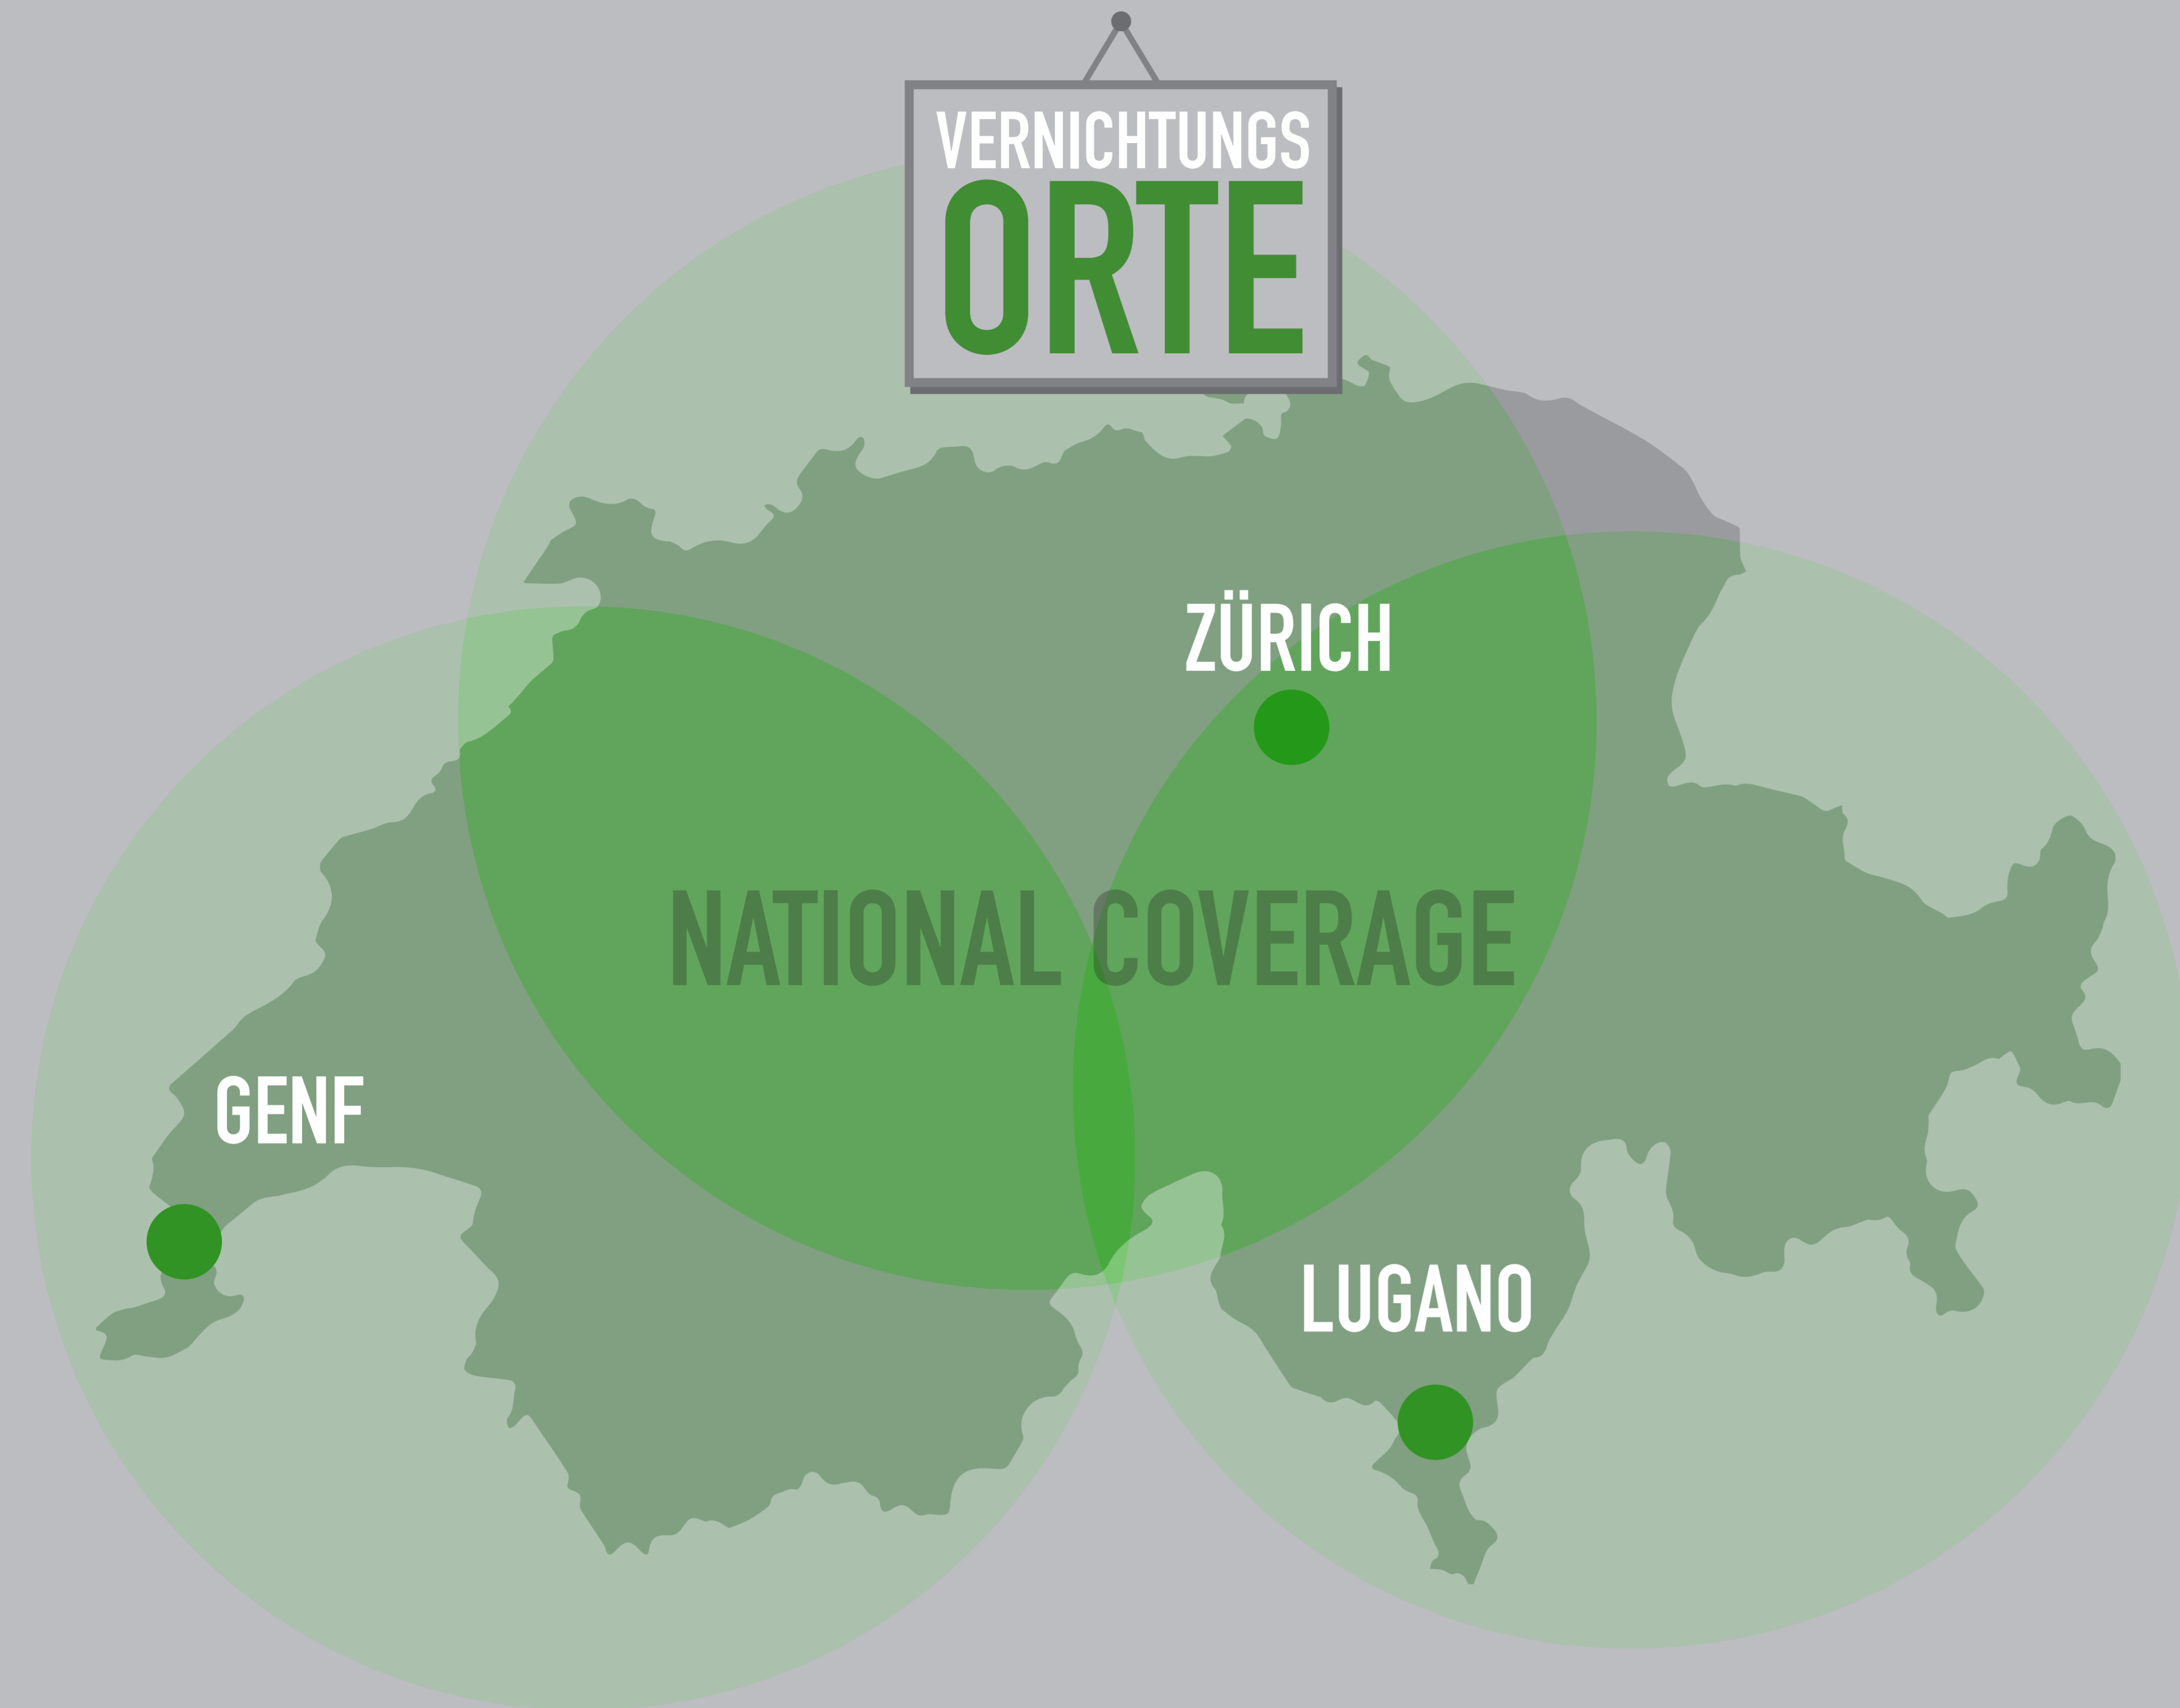 VERNICHTUNGS
ORTE
ZÜRICH
NATIONAL COVERAGE
GENF
LUGANO